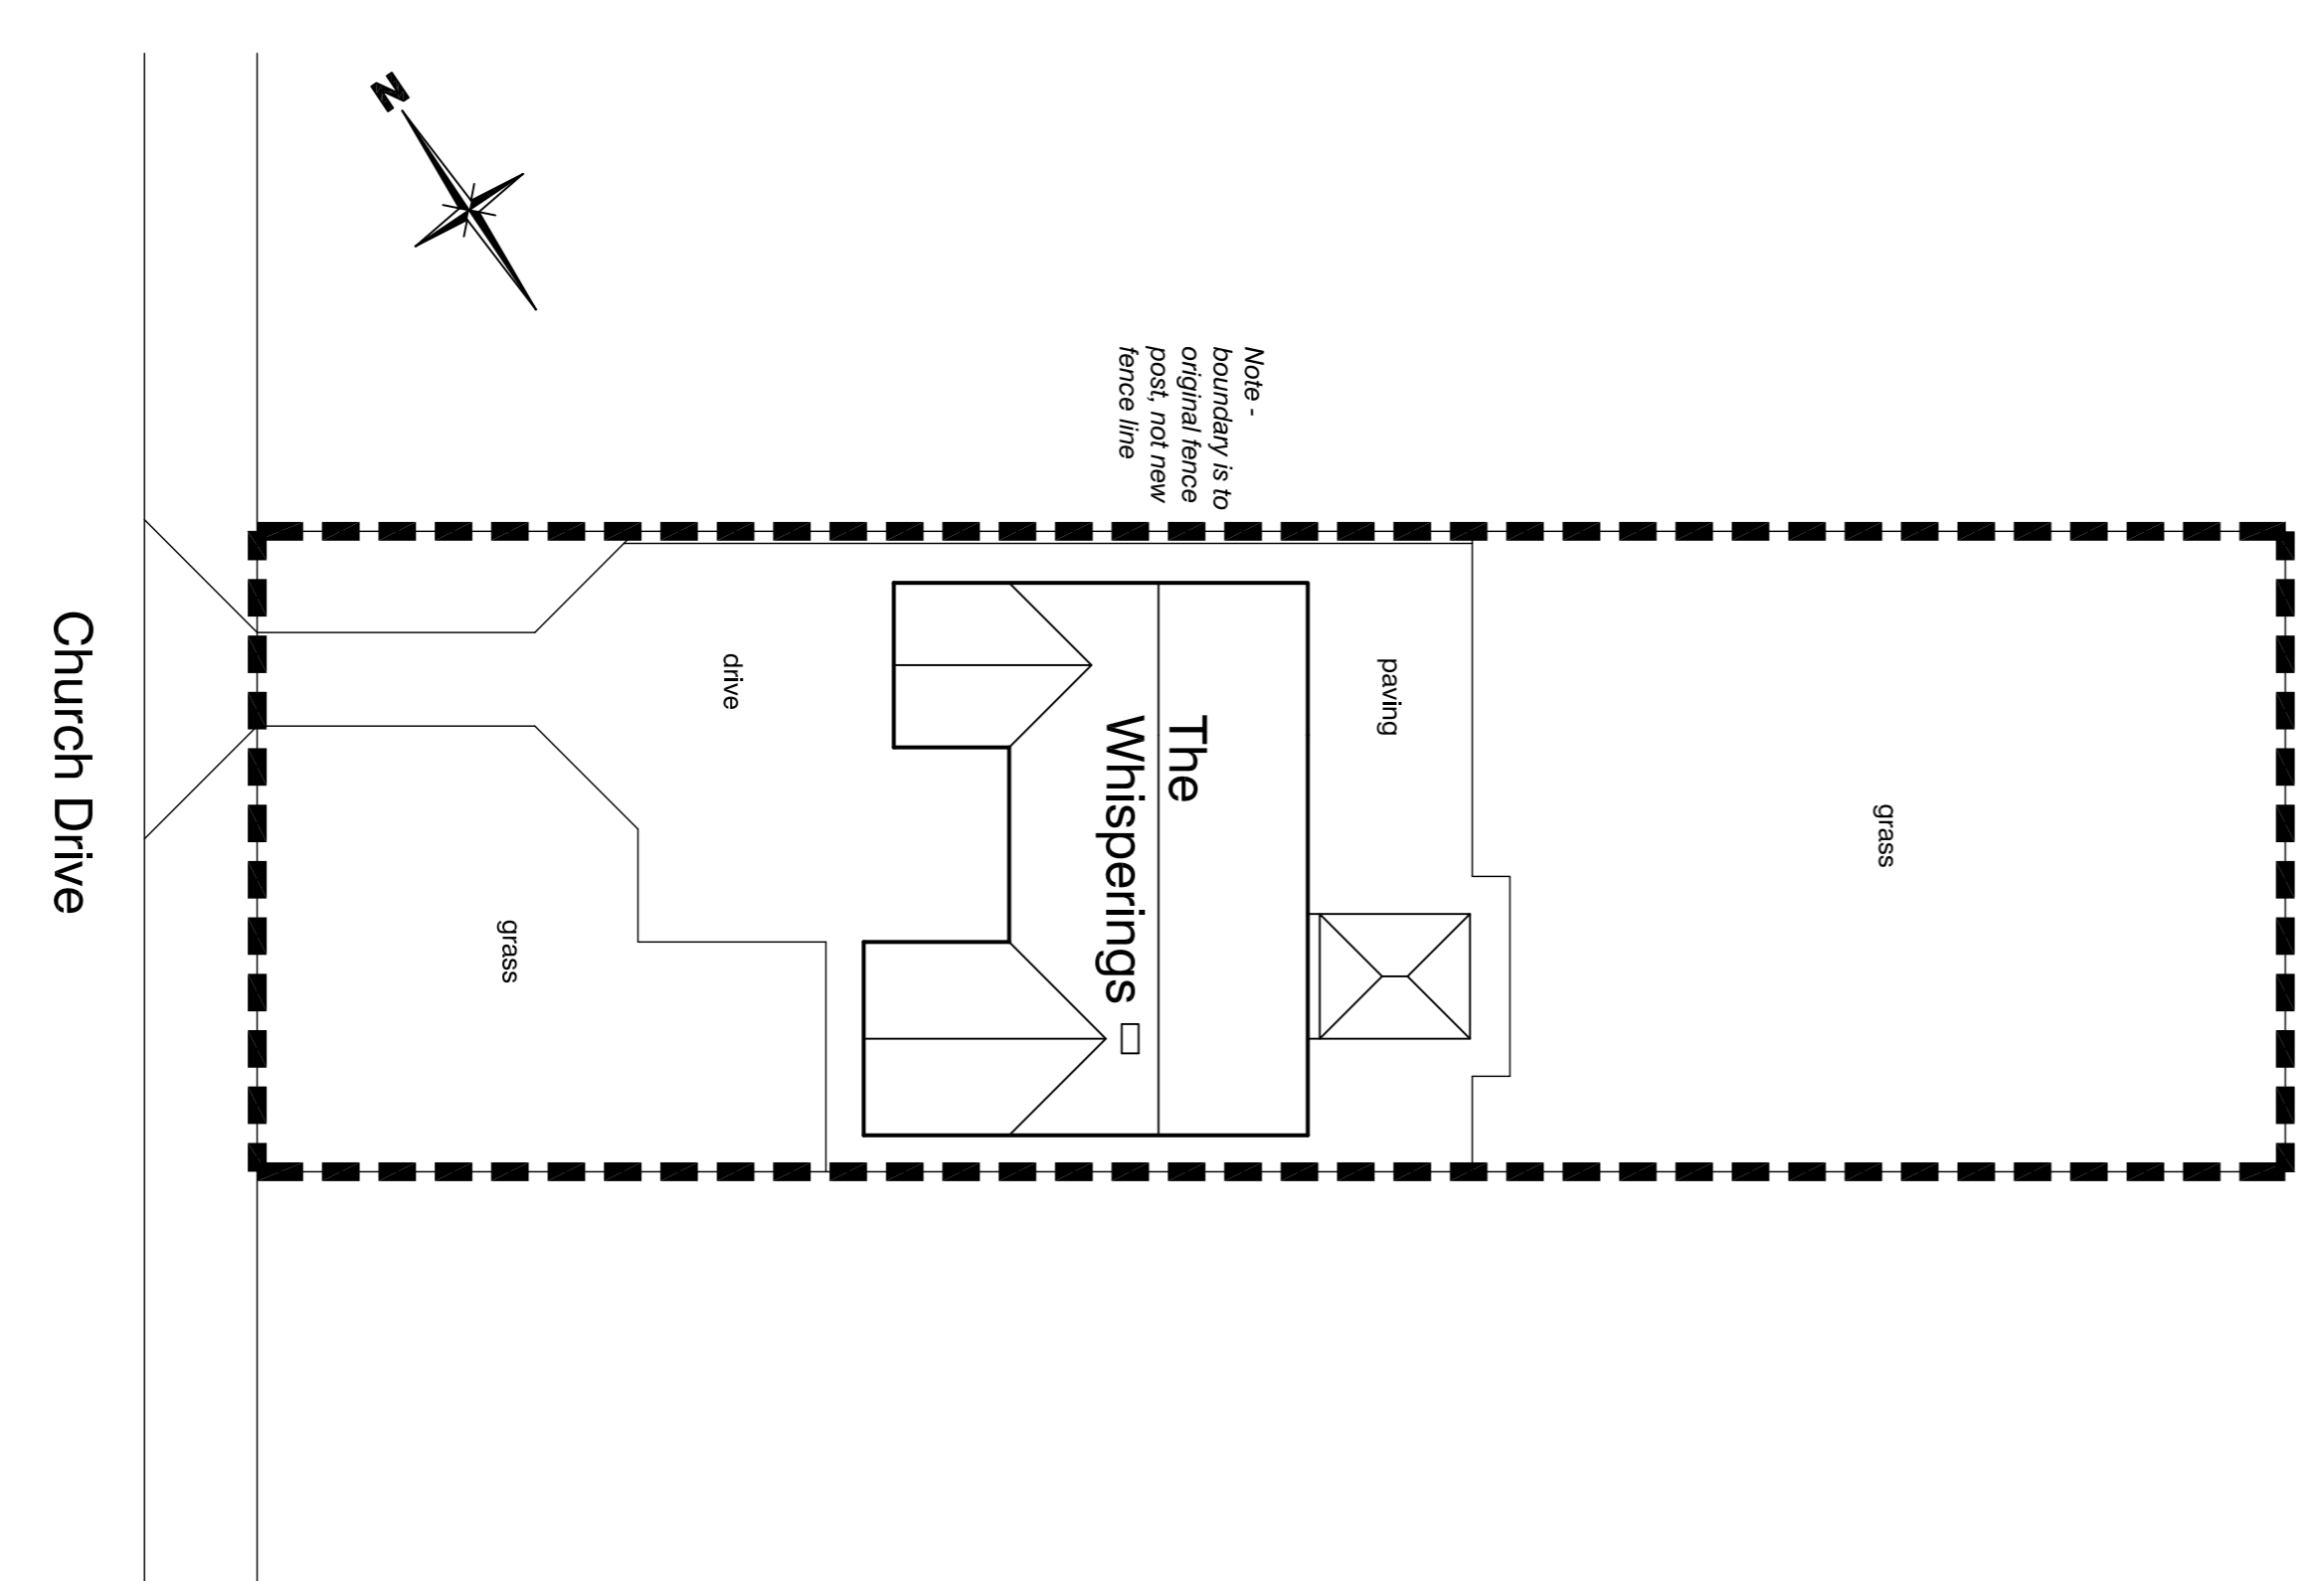 N
Note -
boundary is to
original fence
post, not new
fence line
grass
paving
The
Whisperings
drive
grass
Church Drive